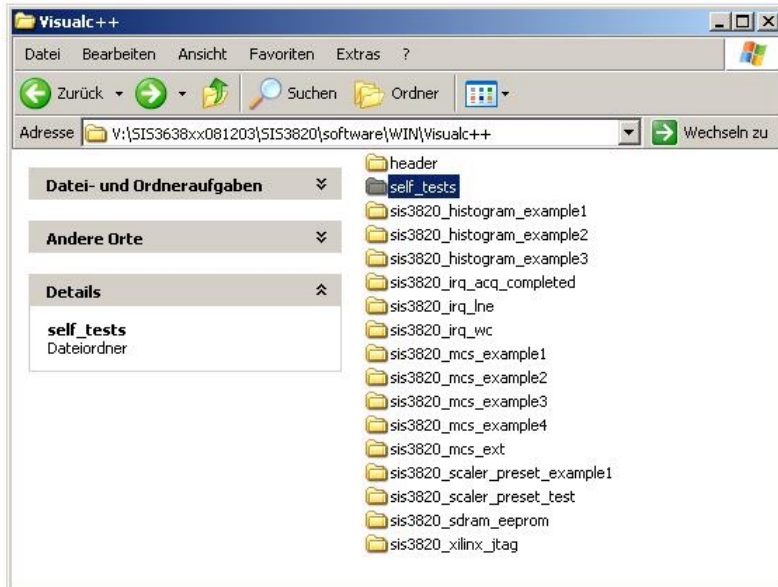 Visualc++
Datei Bearbeiten Ansicht Favoriten Extras ?
Zurück Suchen Ordner
Adresse V:\SIS3638xx081203\SIS3820\software\WIN\Visualc++ Wechseln zu
Datei- und Ordneraufgaben
Andere Orte
Details
self_tests
Dateiordner
header
self_tests
sis3820_histogram_example1
sis3820_histogram_example2
sis3820_histogram_example3
sis3820_irq_acq_completed
sis3820_irq_lne
sis3820_irq_wc
sis3820_mcs_example1
sis3820_mcs_example2
sis3820_mcs_example3
sis3820_mcs_example4
sis3820_mcs_ext
sis3820_scaler_preset_example1
sis3820_scaler_preset_test
sis3820_sdram_eeprom
sis3820_xilinx_jtag